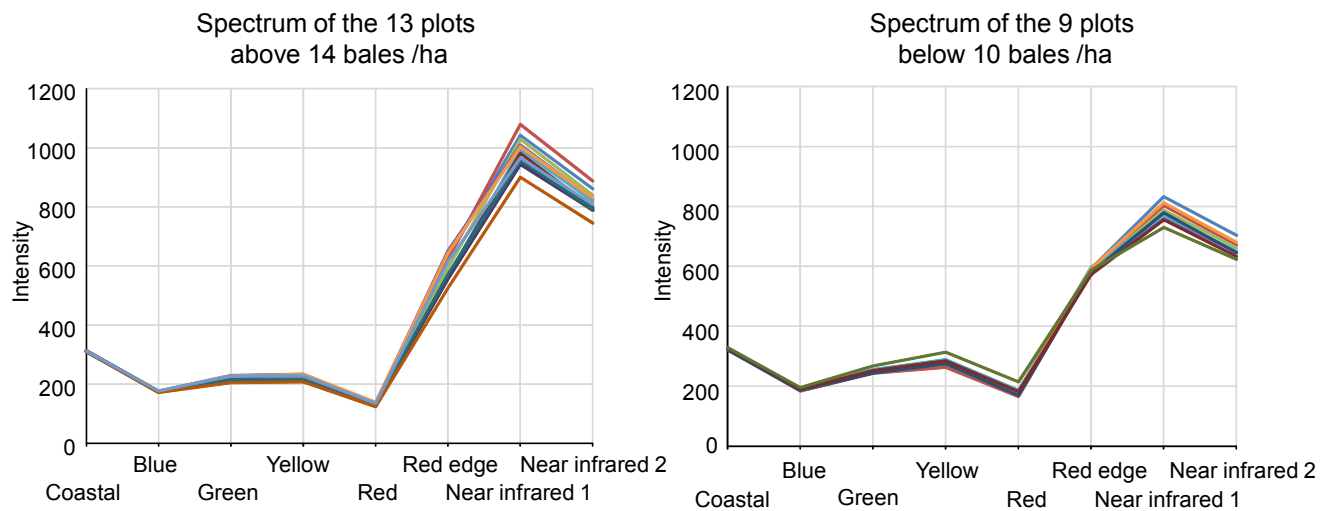 Spectrum of the 13 plots
above 14 bales /ha
1200
1000
800
600
400
200
0
Intensity
Blue
Yellow
Red edge
Near infrared 2
Coastal
Green
Red
Near infrared 1
Spectrum of the 9 plots
below 10 bales /ha
1200
1000
800
600
400
200
0
Intensity
Blue
Yellow
Red edge
Near infrared 2
Coastal
Green
Red
Near infrared 1